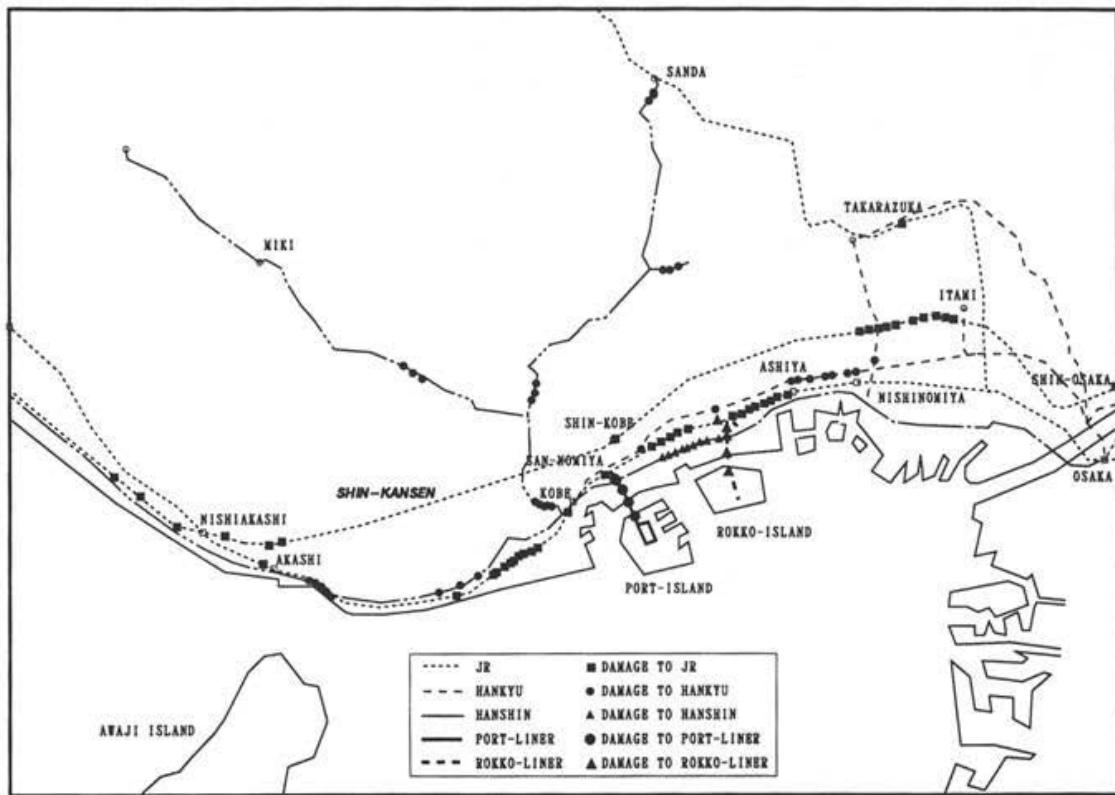 SANDA
TAKARAZUKA
MIKI
ITAMI
ASHIYA
SHIN-OSAKA
NISHINOMIYA
SHIN-KOBE
SAN-NOMIYA
OSAKA
SHIN-KANSEN
KOBE
NISHIAKASHI
ROKKO-ISLAND
AKASHI
PORT-ISLAND
JR DAMAGE TO JR
HANKYU DAMAGE TO HANKYU
HANSHIN DAMAGE TO HANSHIN
PORT-LINER DAMAGE TO PORT-LINER
ROKKO-LINER DAMAGE TO ROKKO-LINER
AWAJI ISLAND